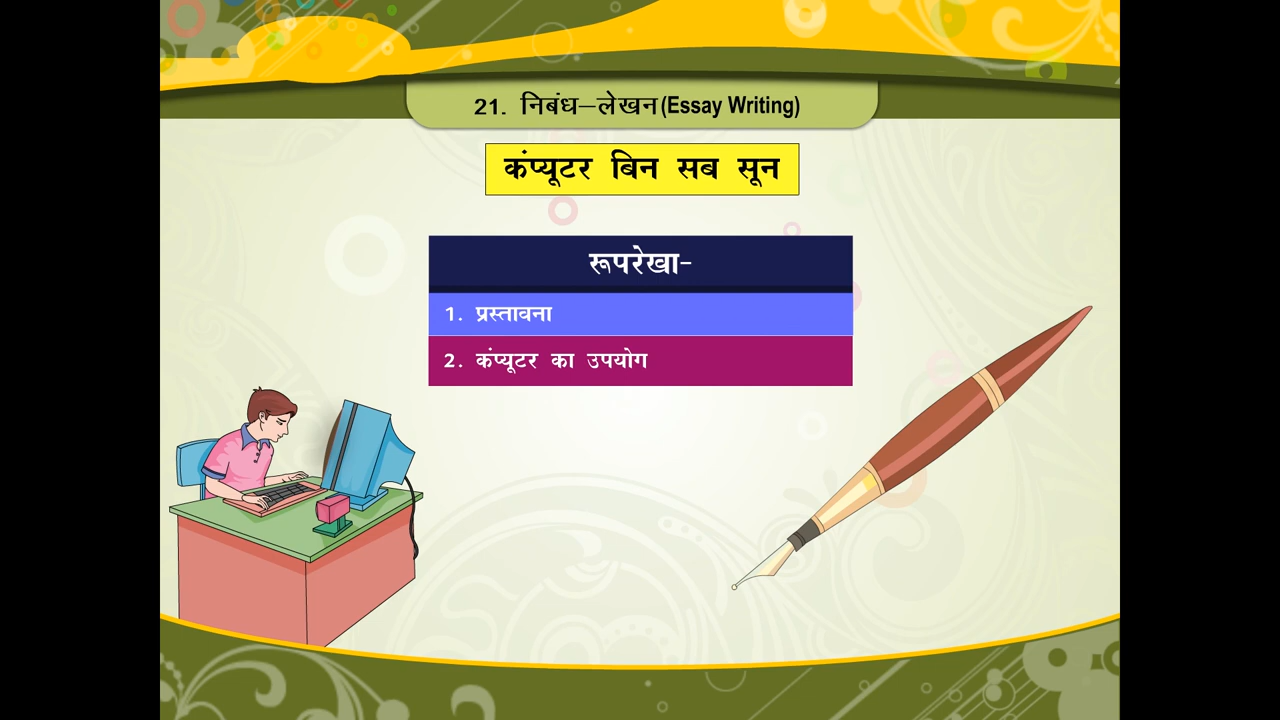 21. निबंध–लेखन (Essay Writing)
कंप्यूटर बिन सब सून
रूपरेखा-
1. प्रस्तावना
2. कंप्यूटर का उपयोग